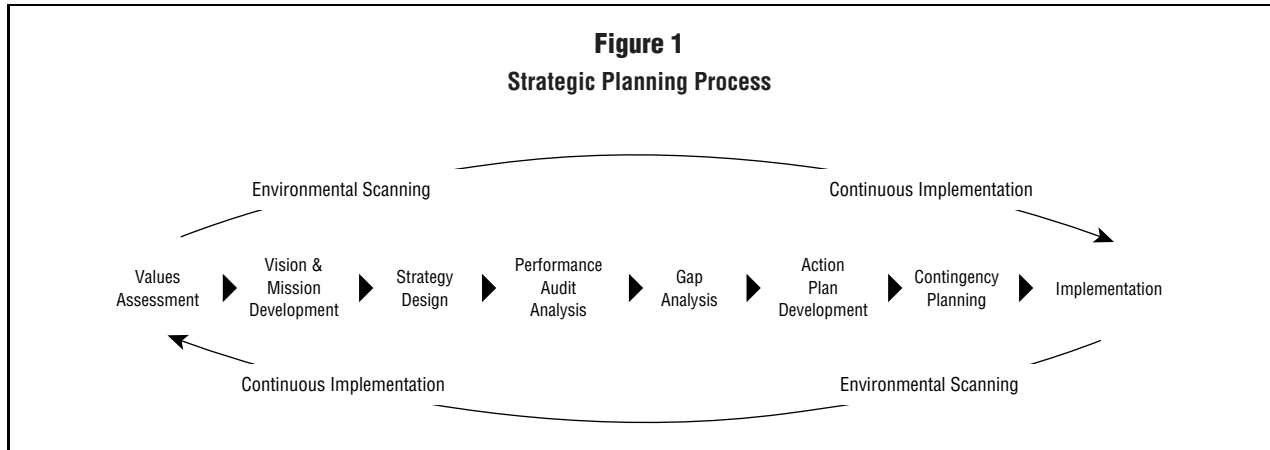 Figure 1
Strategic Planning Process
Environmental Scanning
Continuous Implementation
Values
Assessment
Vision &
Mission
Development
Strategy
Design
Performance
Audit
Analysis
Gap
Analysis
Action
Plan
Development
Contingency
Planning
Implementation
Continuous Implementation
Environmental Scanning